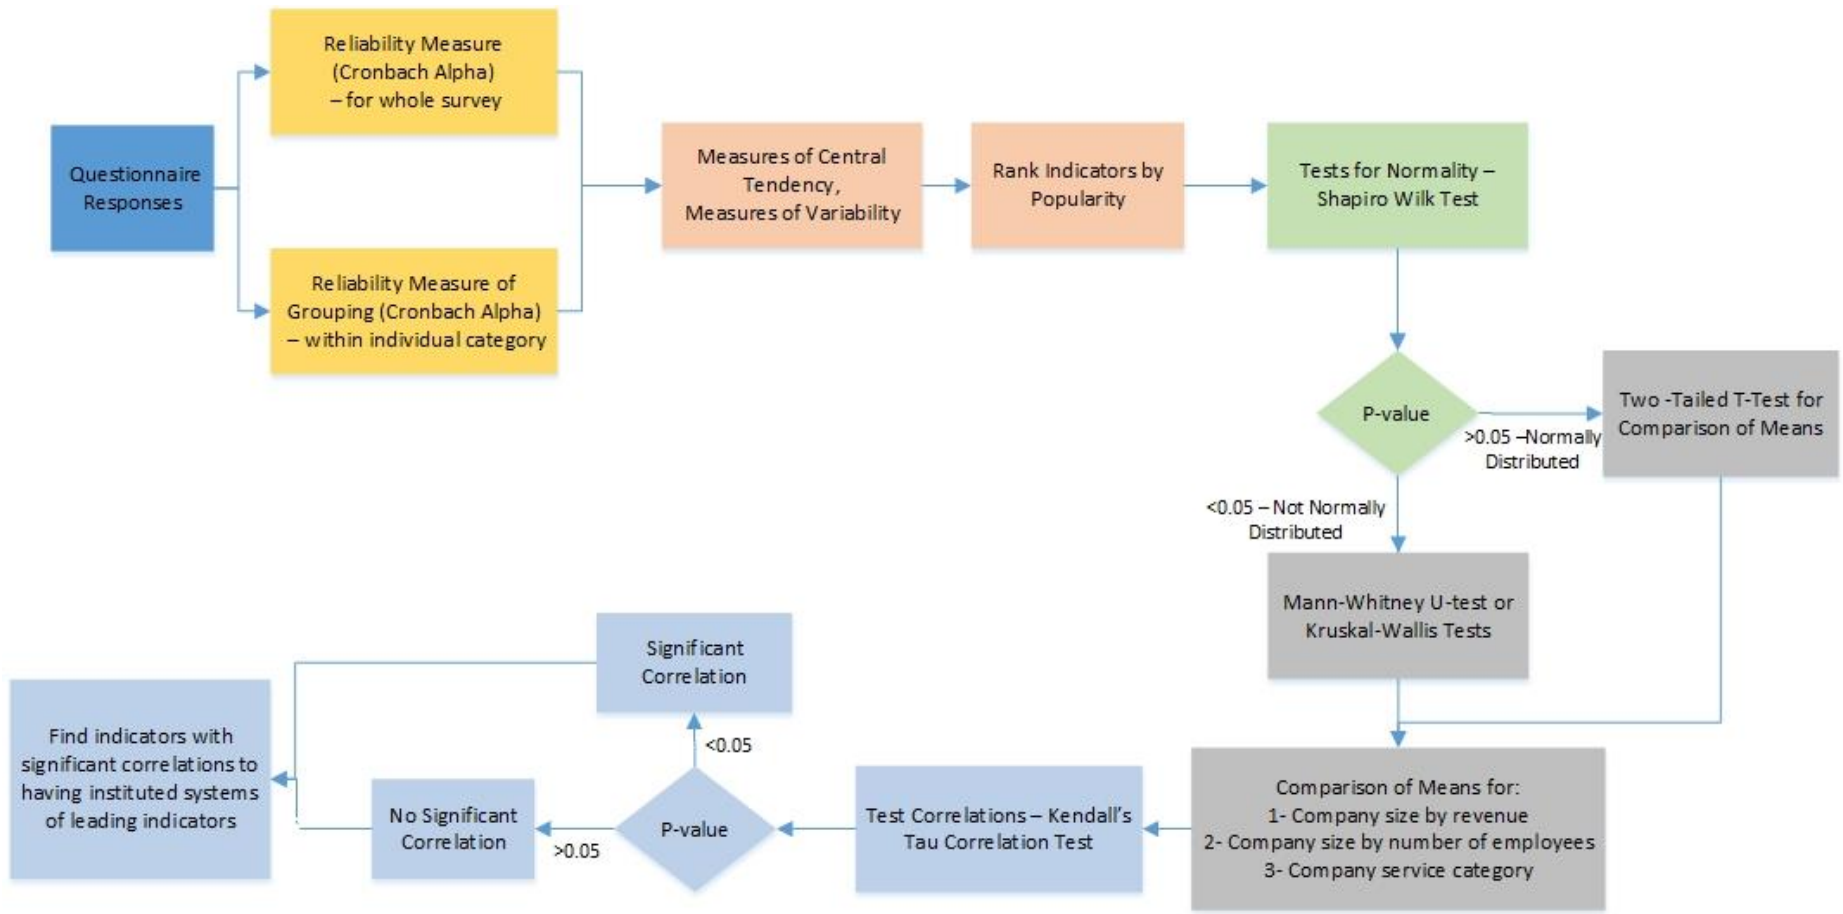 Questionnaire
Responses
Reliability Measure
(Cronbach Alpha)
– for whole survey
Reliability Measure of
Grouping (Cronbach Alpha)
– within individual category
Measures of Central
Tendency,
Measures of Variability
Rank Indicators by
Popularity
Tests for Normality –
Shapiro Wilk Test
P-value
>0.05 –Normally
Distributed
Two -Tailed T-Test for
Comparison of Means
<0.05 – Not Normally
Distributed
Mann-Whitney U-test or
Kruskal-Wallis Tests
Comparison of Means for:
1- Company size by revenue
2- Company size by number of employees
3- Company service category
Test Correlations – Kendall's
Tau Correlation Test
P-value
<0.05
Significant
Correlation
>0.05
No Significant
Correlation
Find indicators with
significant correlations to
having instituted systems
of leading indicators